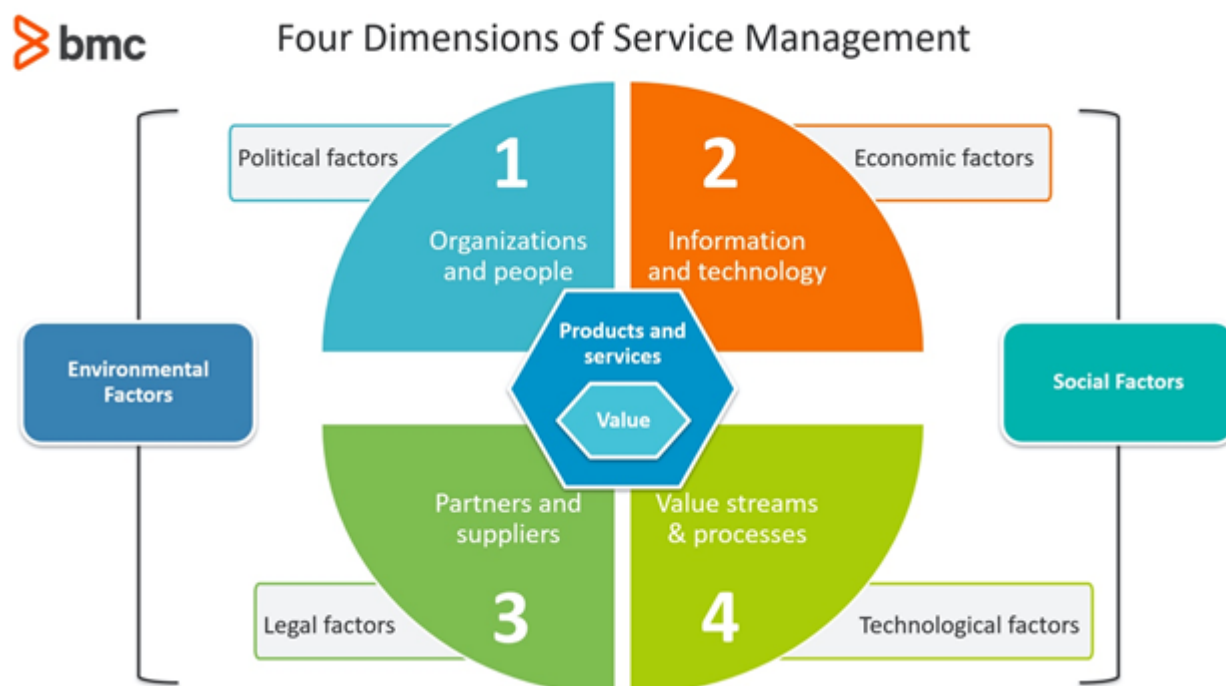 bmc
Four Dimensions of Service Management
Political factors
1
Organizations
and people
2
Information
and technology
Economic factors
Environmental
Factors
Products and
services
Value
Social Factors
Partners and
suppliers
3
Legal factors
Value streams
& processes
4
Technological factors